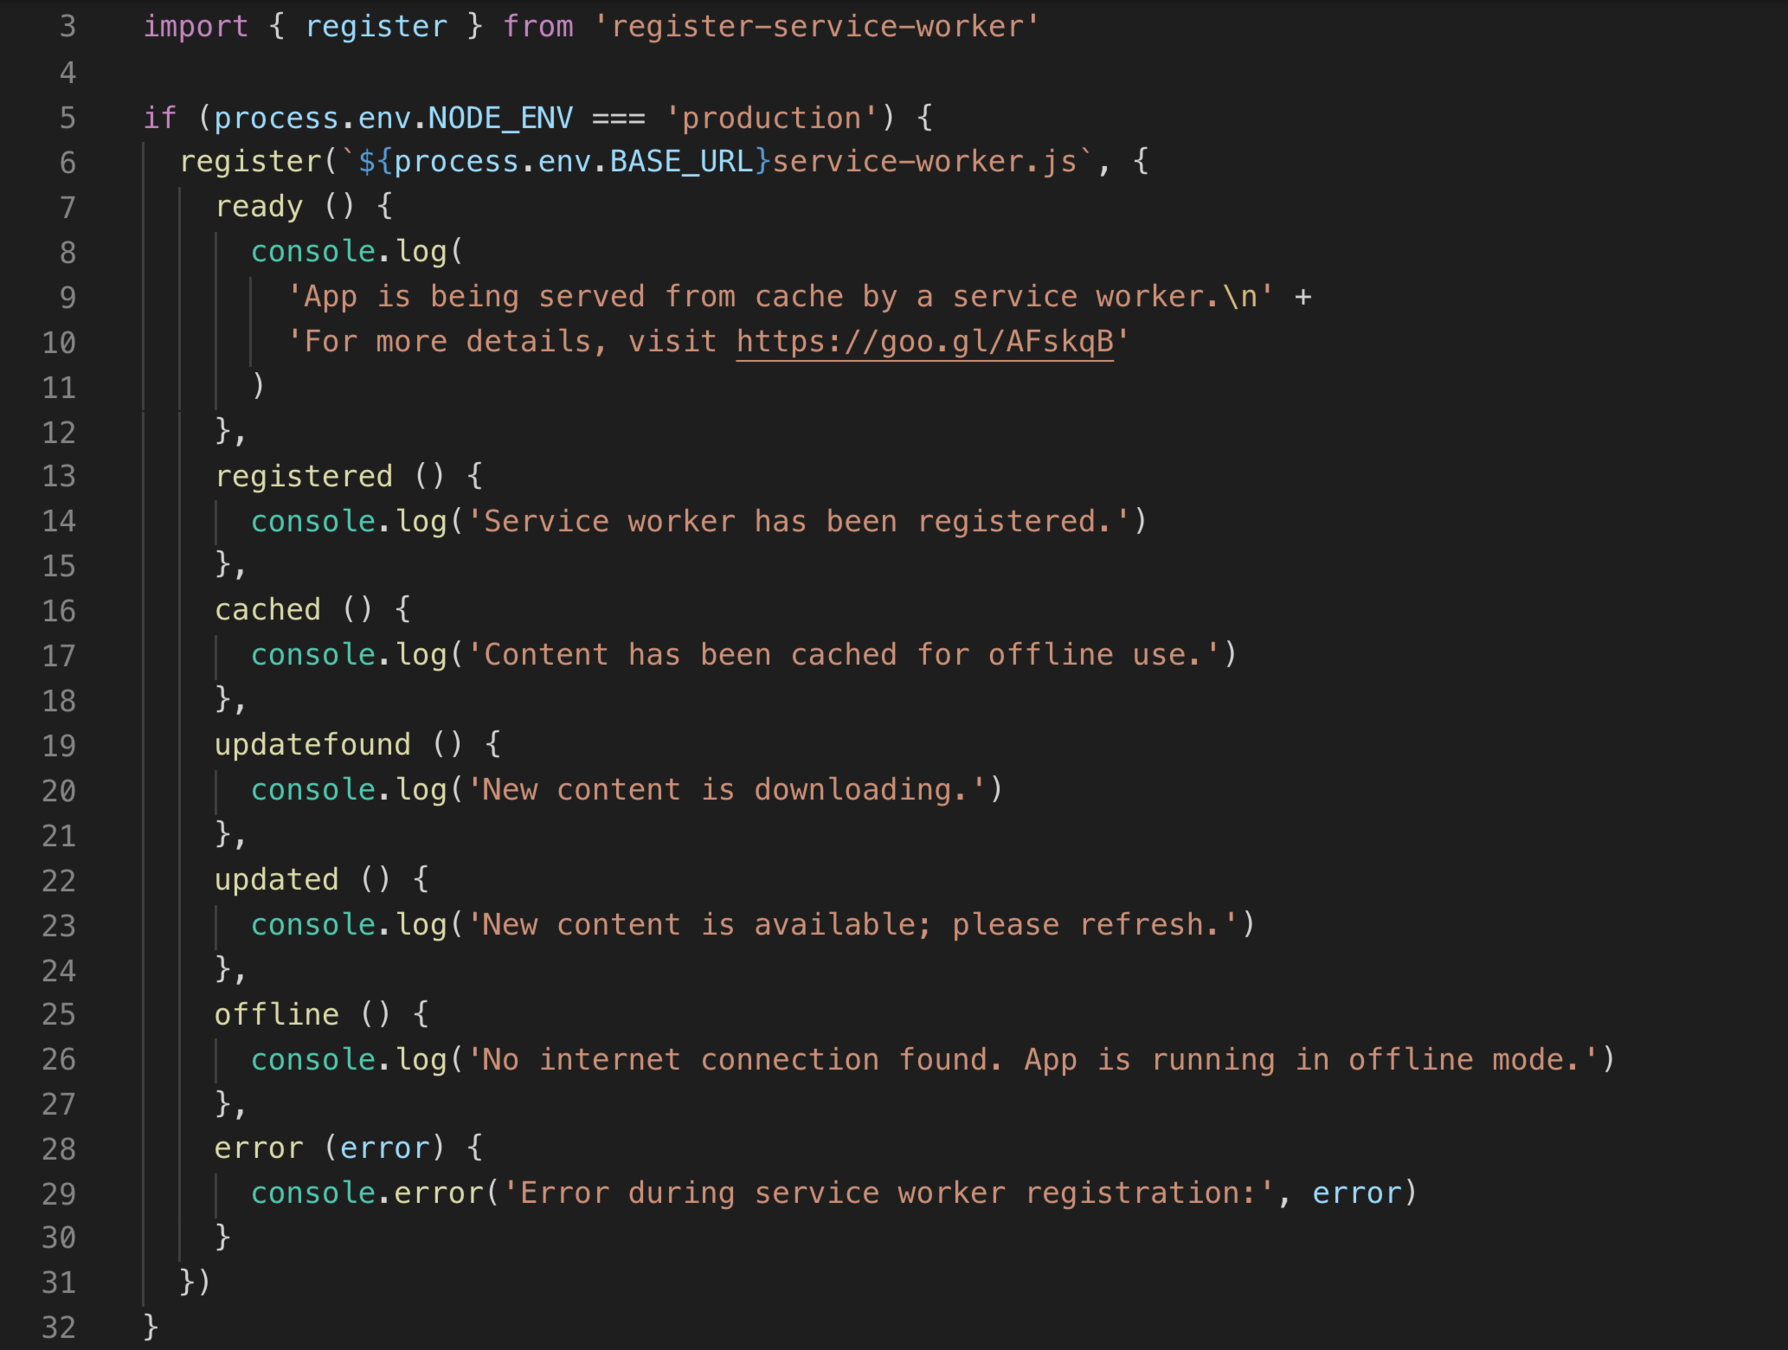 3 import { register } from 'register-service-worker'
4
5 if (process.env.NODE_ENV === 'production') {
6   register(`${process.env.BASE_URL}service-worker.js`, {
7     ready () {
8       console.log(
9         'App is being served from cache by a service worker.\n' +
10         'For more details, visit https://goo.gl/AFskqB'
11       )
12     },
13     registered () {
14       console.log('Service worker has been registered.')
15     },
16     cached () {
17       console.log('Content has been cached for offline use.')
18     },
19     updatefound () {
20       console.log('New content is downloading.')
21     },
22     updated () {
23       console.log('New content is available; please refresh.')
24     },
25     offline () {
26       console.log('No internet connection found. App is running in offline mode.')
27     },
28     error (error) {
29       console.error('Error during service worker registration:', error)
30     }
31   })
32 }